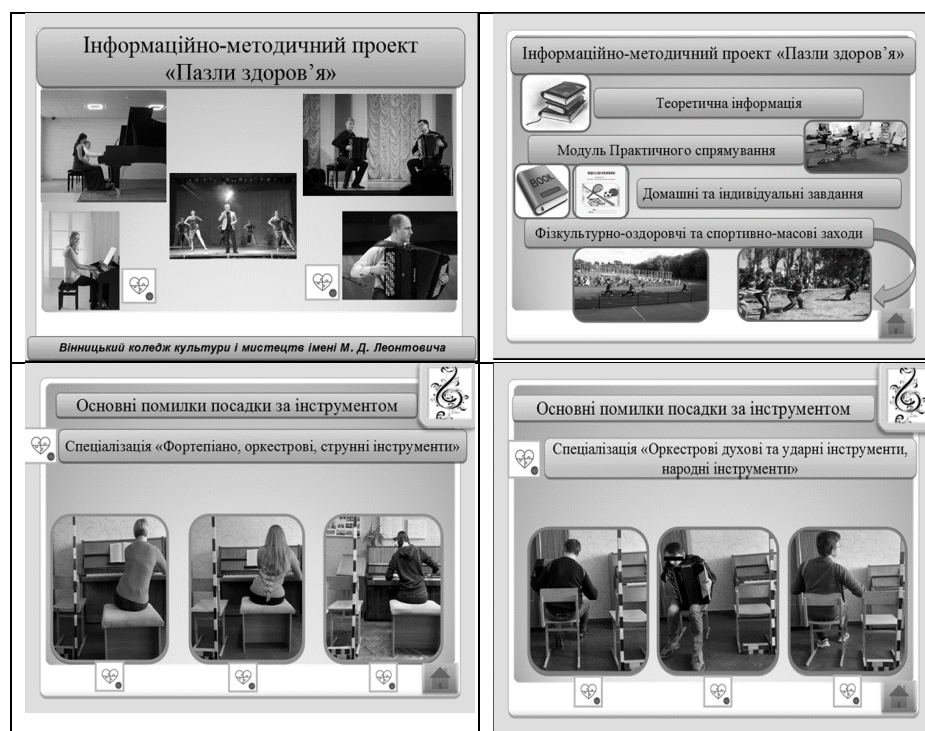 Інформаційно-методичний проект
«Пазли здоров’я»
Вінницький коледж культури і мистецтв імені М. Д. Леонтовича
Інформаційно-методичний проект «Пазли здоров’я»
Теоретична інформація
Модуль Практичного спрямування
BOOK
Домашні та індивідуальні завдання
Фізкультурно-оздоровчі та спортивно-масові заходи
Основні помилки посадки за інструментом
Спеціалізація «Фортепіано, оркестрові, струнні інструменти»
Основні помилки посадки за інструментом
Спеціалізація «Оркестрові духові та ударні інструменти,
народні інструменти»